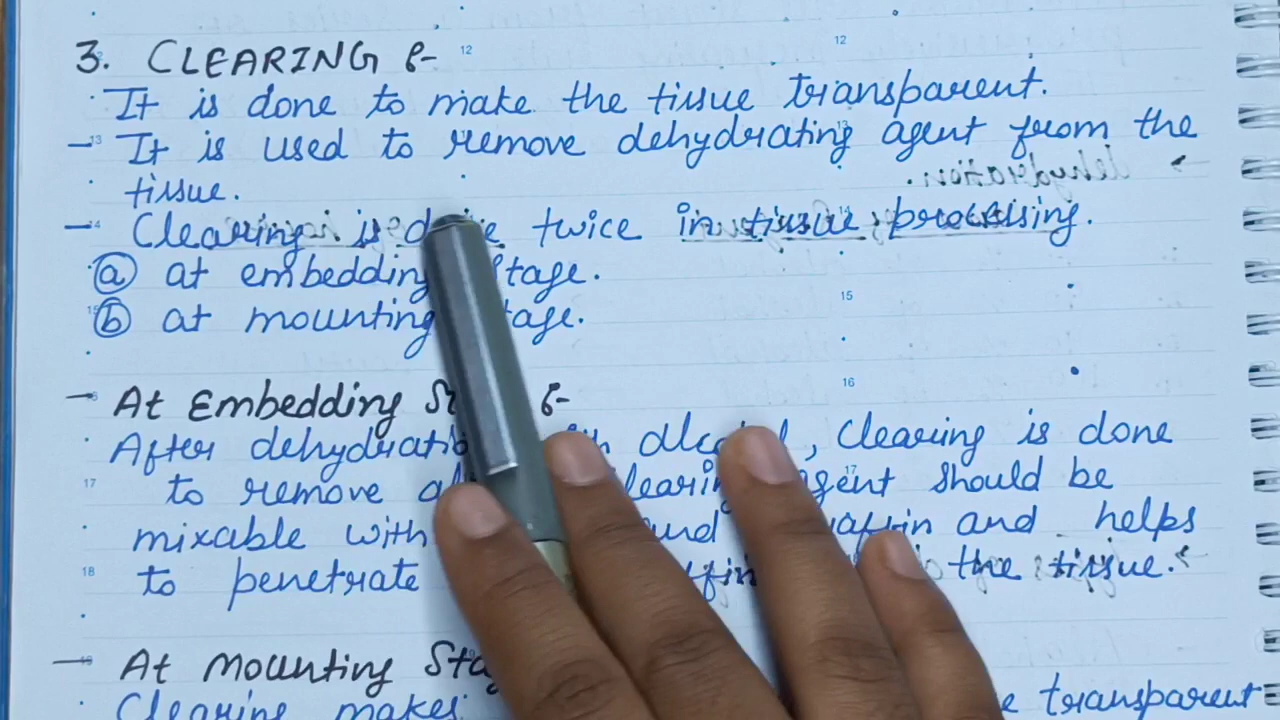 3. CLEARING :-
It is done to make the tissue transparent.
- It is used to remove dehydrating agent from the
tissue.
- Clearing is done twice in tissue processing.
ⓐ at embedding stage.
ⓑ at mounting stage.
- At Embedding :-
After dehydration alcohol, Clearing is done
to remove agent should be
mixable with and and helps
to penetrate the tissue.
- At Mounting
Clearing makes transparent